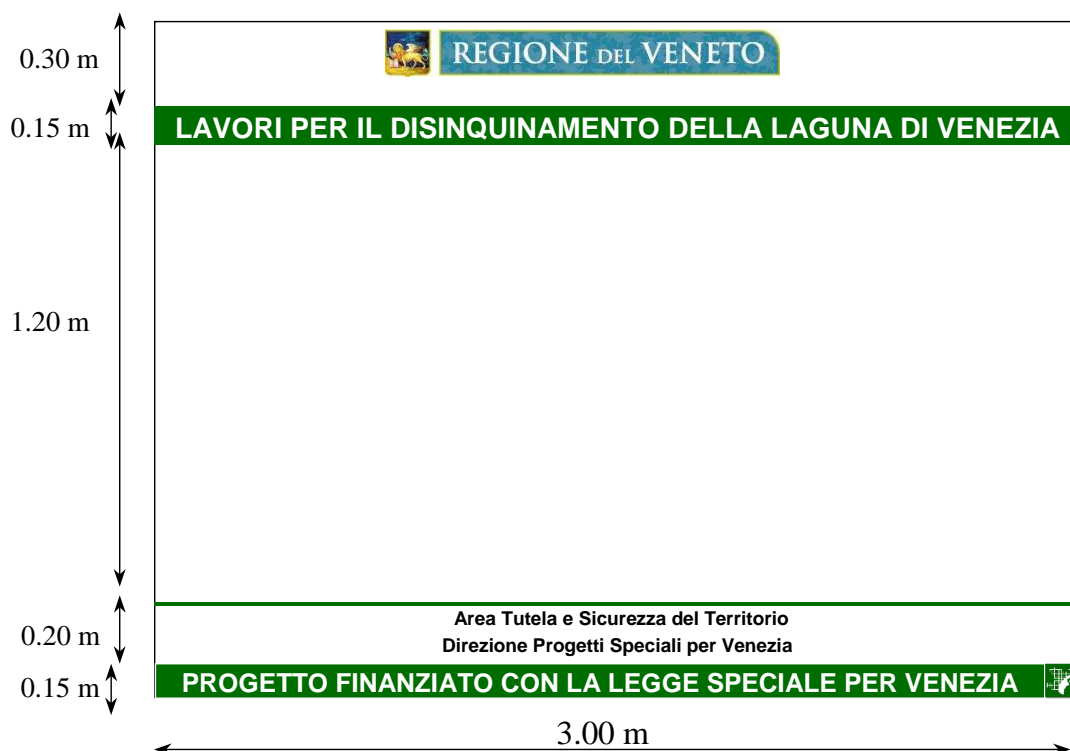 0.30 m
REGIONE DEL VENETO
0.15 m
LAVORI PER IL DISINQUINAMENTO DELLA LAGUNA DI VENEZIA
1.20 m
Area Tutela e Sicurezza del Territorio
0.20 m
Direzione Progetti Speciali per Venezia
0.15 m
PROGETTO FINANZIATO CON LA LEGGE SPECIALE PER VENEZIA
3.00 m